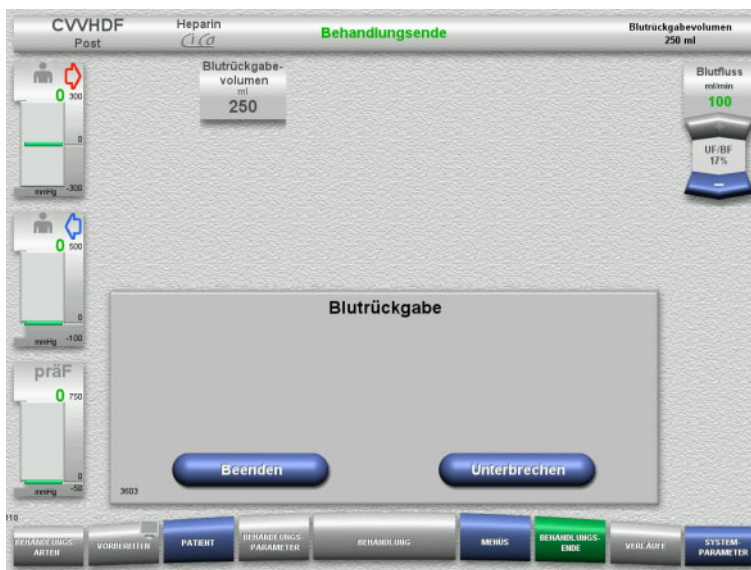 CVVHDF
Post
Heparin
Ci Ca
Behandlungsende
Blutrückgabevolumen
250 ml
0
300
0
-300
mmHg
Blutrückgabe-
volumen
ml
250
Blutfluss
ml/min
100
+
UF/BF
17%
–
0
500
0
-100
mmHg
präF
0
750
0
-50
mmHg
Blutrückgabe
Beenden
Unterbrechen
3603
110
BEHANDLUNGS-
ARTEN
VORBEREITEN
PATIENT
BEHANDLUNGS-
PARAMETER
BEHANDLUNG
MENÜS
BEHANDLUNGS-
ENDE
VERLÄUFE
SYSTEM-
PARAMETER